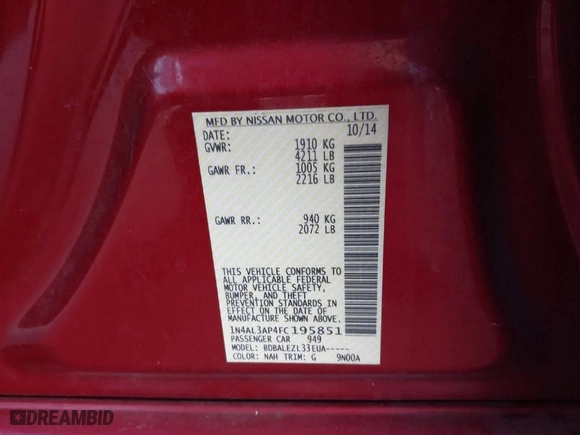 MFD BY NISSAN MOTOR CO., LTD.
DATE: 10/14
GVWR: 1910 KG
4211 LB
GAWR FR.: 1005 KG
2216 LB
GAWR RR.: 940 KG
2072 LB
THIS VEHICLE CONFORMS TO
ALL APPLICABLE FEDERAL
MOTOR VEHICLE SAFETY,
BUMPER, AND THEFT
PREVENTION STANDARDS IN
EFFECT ON THE DATE OF
MANUFACTURE SHOWN ABOVE.
1N4AL3AP4FC195851
PASSENGER CAR 949
MODEL: BDBALEZL33EUA-----
COLOR: NAH TRIM: G 9N00A
DREAMBID